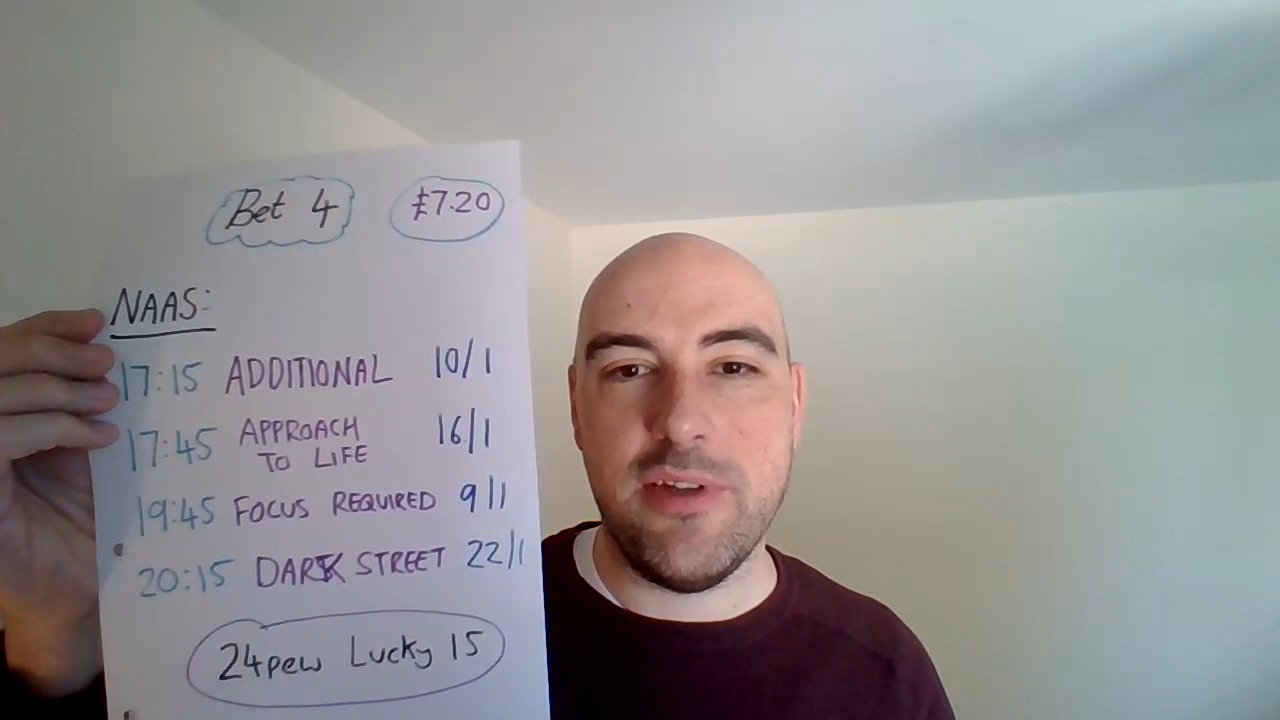 Bet 4 £7.20
NAAS:
17:15 ADDITIONAL 10/1
17:45 APPROACH TO LIFE 16/1
19:45 FOCUS REQUIRED 9/1
20:15 DARK STREET 22/1
24pew Lucky 15